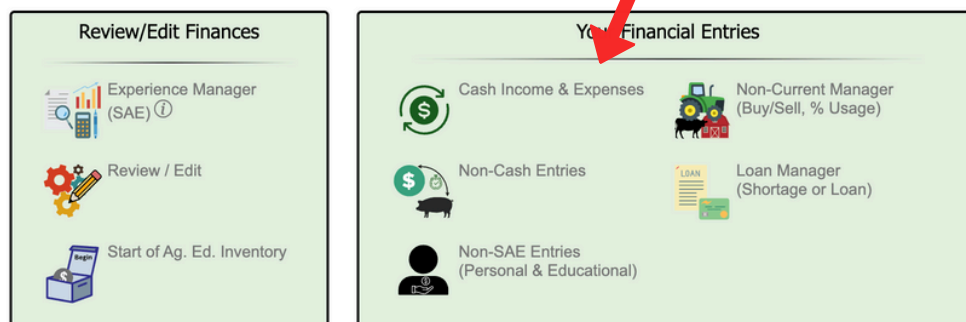 Review/Edit Finances
Experience Manager
(SAE) i
Review / Edit
Begin
Start of Ag. Ed. Inventory
Your Financial Entries
$
Cash Income & Expenses
$
Non-Cash Entries
$
Non-SAE Entries
(Personal & Educational)
Non-Current Manager
(Buy/Sell, % Usage)
LOAN
Loan Manager
(Shortage or Loan)